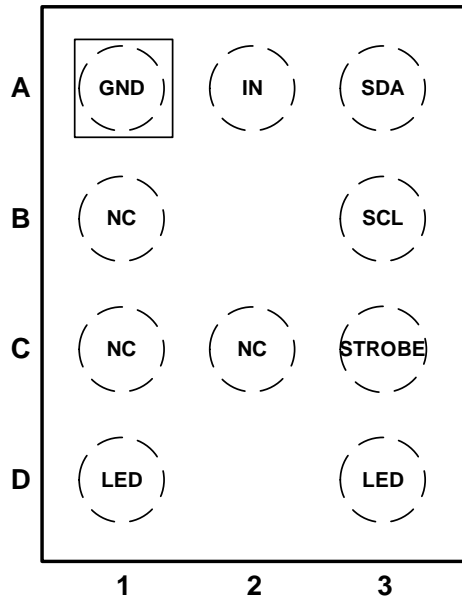 A GND IN SDA
B NC SCL
C NC NC STROBE
D LED LED
1 2 3